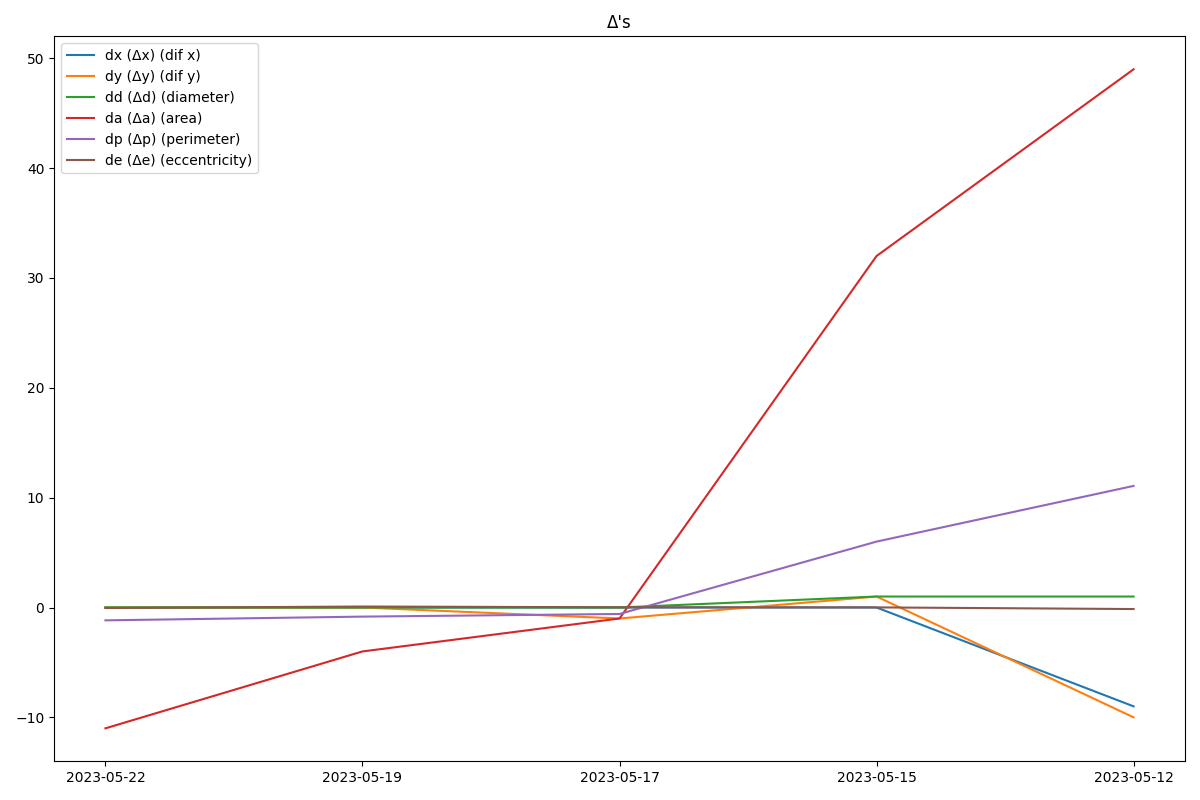 Δ's
dx (Δx) (dif x)
dy (Δy) (dif y)
dd (Δd) (diameter)
da (Δa) (area)
dp (Δp) (perimeter)
de (Δe) (eccentricity)
50
40
30
20
10
0
−10
2023-05-22 2023-05-19 2023-05-17 2023-05-15 2023-05-12